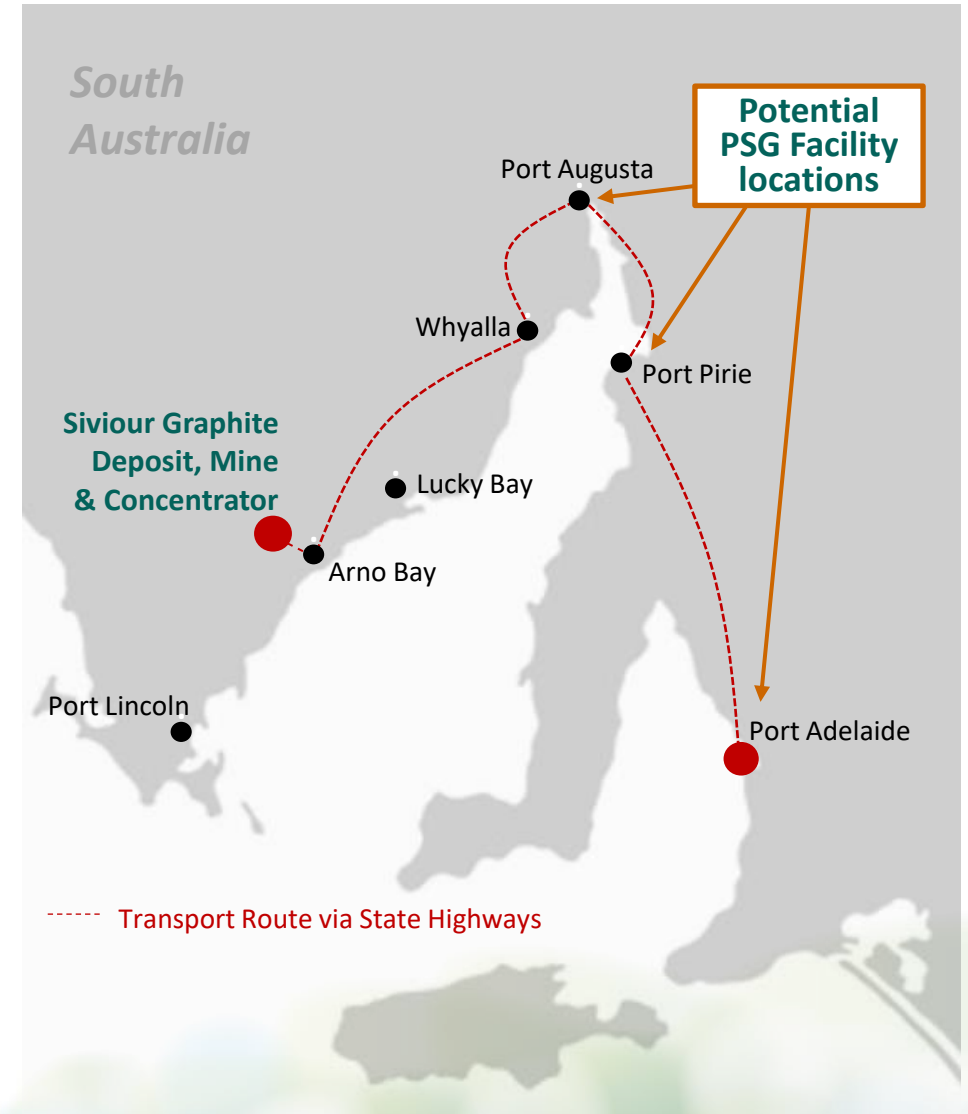 South
Australia
Potential
PSG Facility
locations
Port Augusta
Whyalla
Port Pirie
Siviour Graphite
Deposit, Mine
& Concentrator
Lucky Bay
Arno Bay
Port Lincoln
Port Adelaide
Transport Route via State Highways